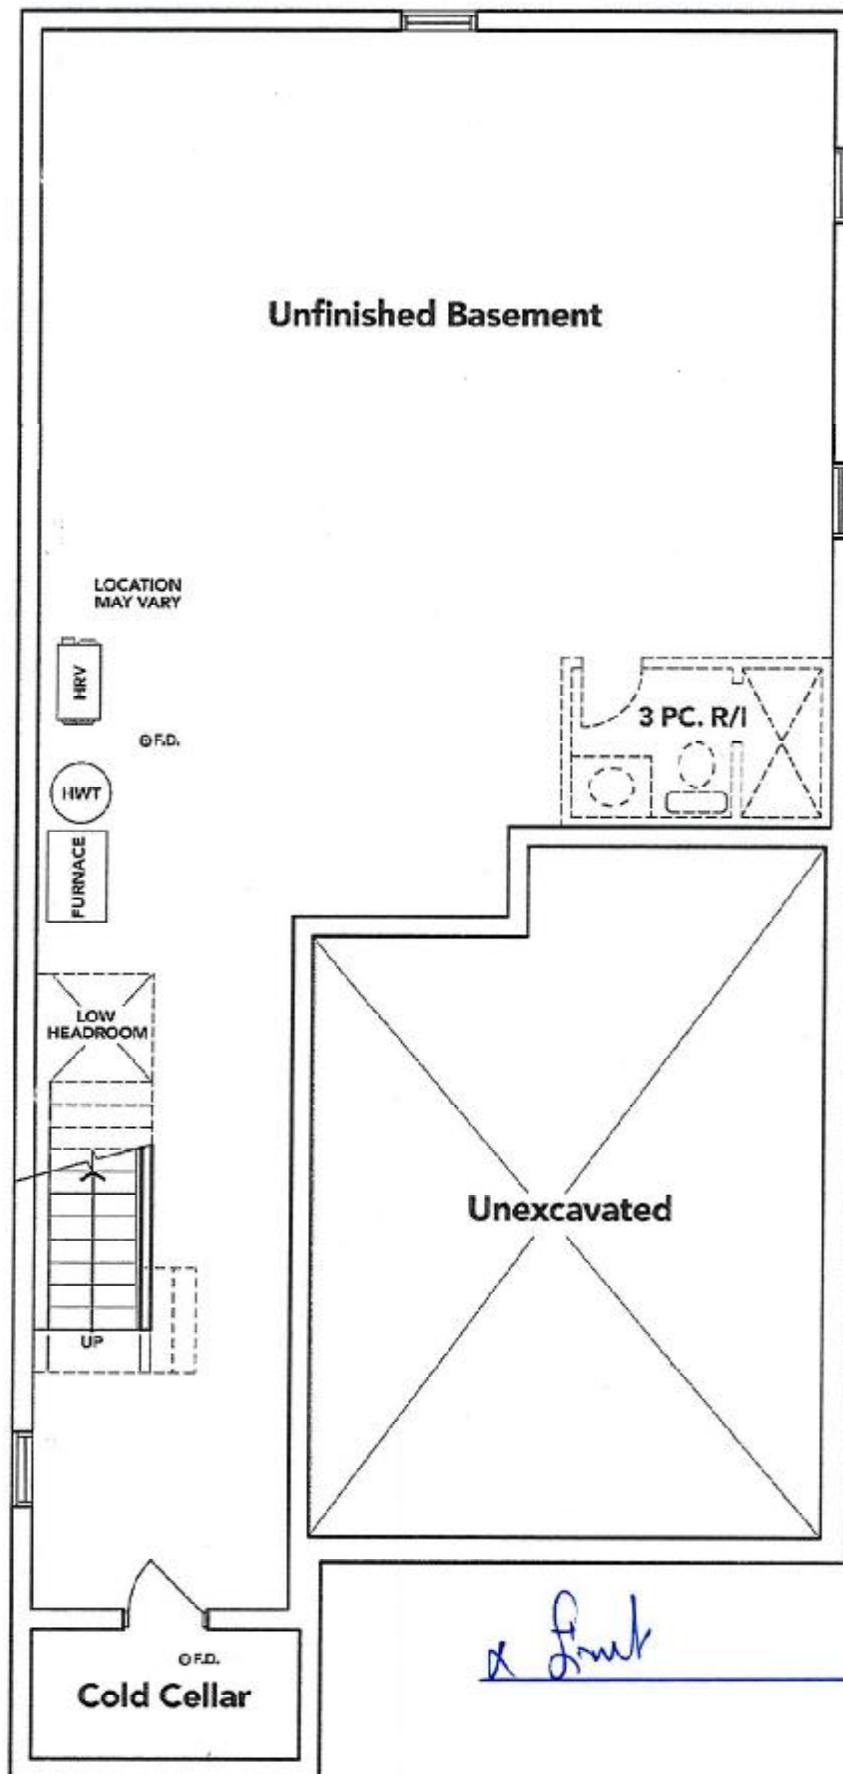 Unfinished Basement
LOCATION
MAY VARY
HRV
F.D.
3 PC. R/I
HWT
FURNACE
LOW
HEADROOM
Unexcavated
UP
F.D.
Cold Cellar